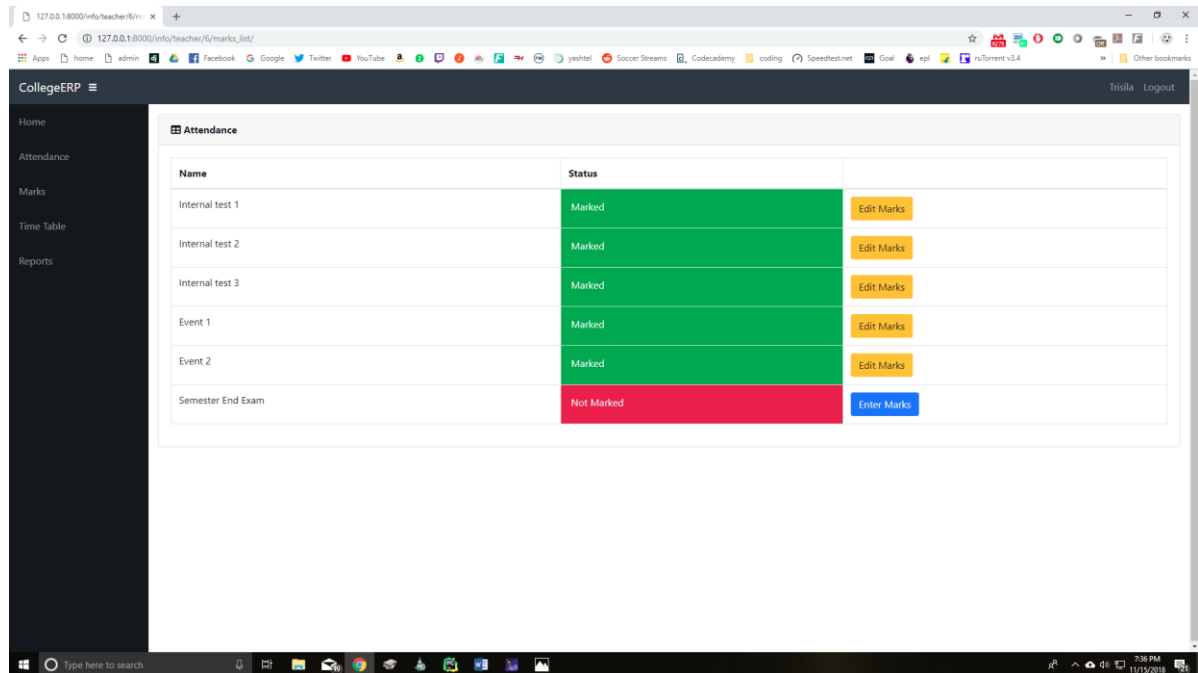 127.0.0.1:8000/info/teacher/6/m
127.0.0.1:8000/info/teacher/6/marks_list/
Apps home admin Facebook Google Twitter YouTube yashtel Soccer Streams Codecademy coding Speedtest.net Goal epl ruTorrent v3.4 » Other bookmarks
CollegeERP Trisila Logout
Home
Attendance
Marks
Time Table
Reports
Attendance
Name Status
Internal test 1 Marked Edit Marks
Internal test 2 Marked Edit Marks
Internal test 3 Marked Edit Marks
Event 1 Marked Edit Marks
Event 2 Marked Edit Marks
Semester End Exam Not Marked Enter Marks
Type here to search
7:36 PM
11/15/2018